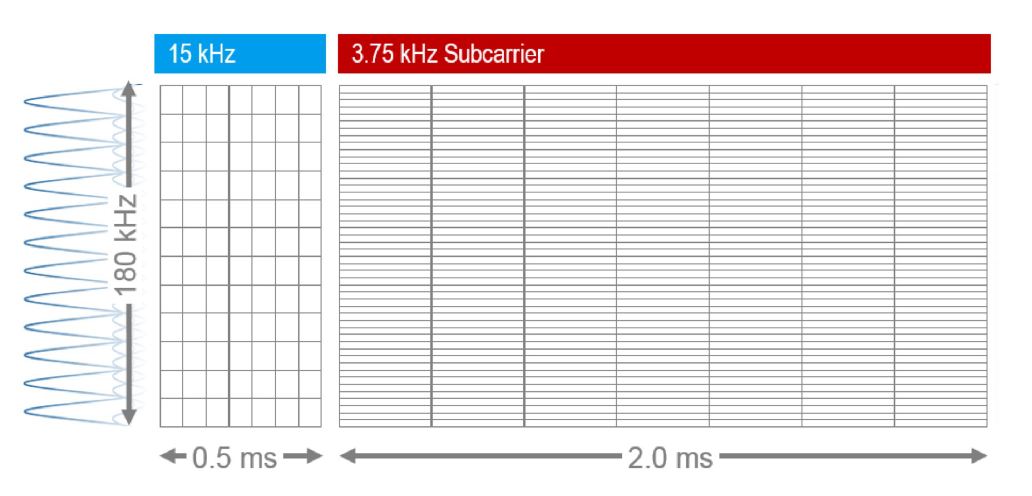 15 kHz
3.75 kHz Subcarrier
180 kHz
0.5 ms
2.0 ms